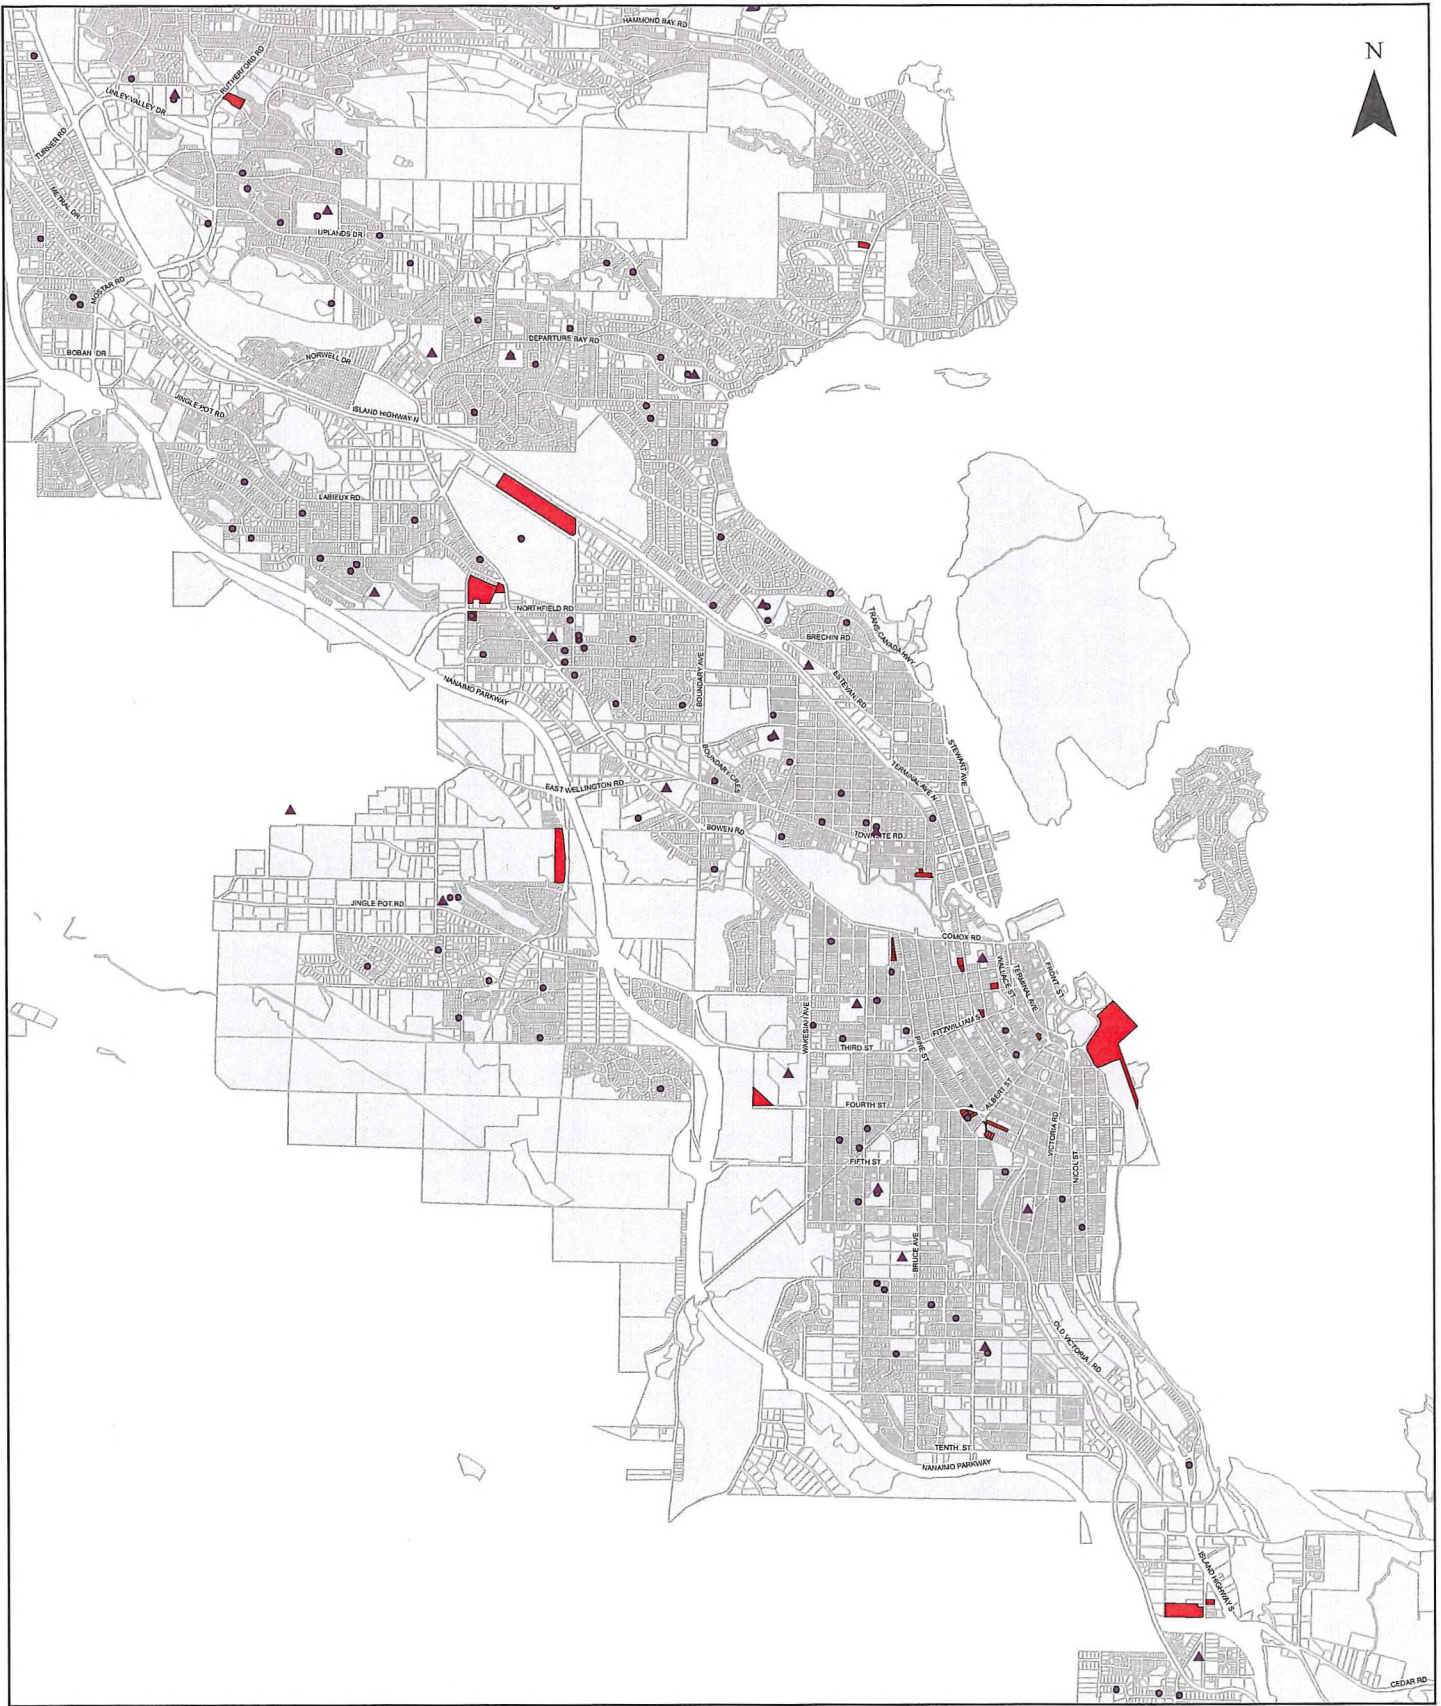 HAMMOND BAY RD
N
RUTHERFORD RD
LINLEY VALLEY DR
TURNER RD
METRAL DR
UPLANDS DR
MOSTAR RD
DEPARTURE BAY RD
BOBAN DR
NORWELL DR
JINGLE POT RD
ISLAND HIGHWAY N
LABIEUX RD
NORTHFIELD RD
TRANS-CANADA HWY
BRECHIN RD
BOUNDARY AVE
ESTEVAN RD
NANAIMO PARKWAY
STEWART AVE
BOUNDARY CRES
TERMINAL AVE N
EAST WELLINGTON RD
BOWEN RD
TOWNSITE RD
JINGLE POT RD
COMOX RD
WALLACE ST
TERMINAL AVE
FRONT ST
WAKESIAH AVE
FITZWILLIAM S
PINE ST
THIRD ST
ALBERT ST
FOURTH ST
VICTORIA RD
FIFTH ST
NICOL ST
BRUCE AVE
OLD VICTORIA RD
TENTH ST
NANAIMO PARKWAY
ISLAND HIGHWAY S
CEDAR RD